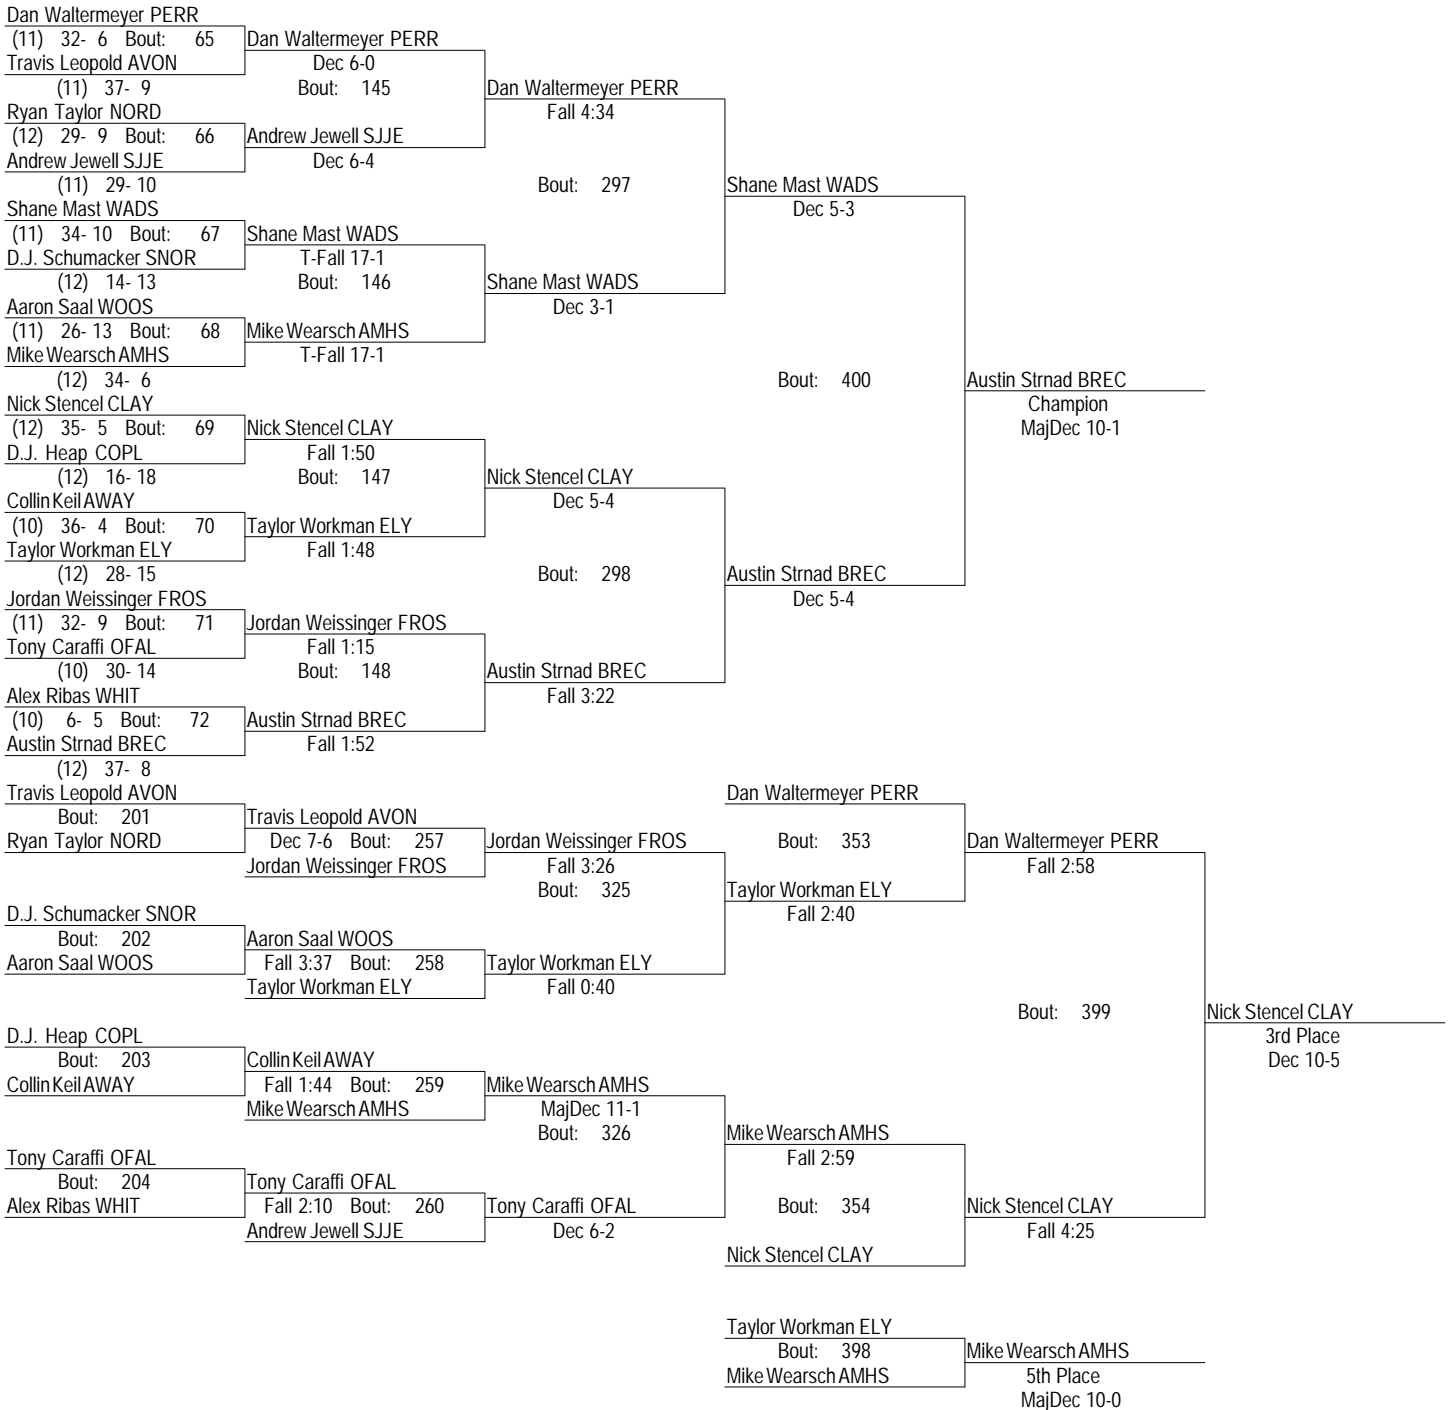 Dan Waltermeyer PERR
(11) 32- 6 Bout: 65 Dan Waltermeyer PERR
Travis Leopold AVON Dec 6-0
(11) 37- 9 Bout: 145 Dan Waltermeyer PERR
Ryan Taylor NORD Fall 4:34
(12) 29- 9 Bout: 66 Andrew Jewell SJJE
Andrew Jewell SJJE Dec 6-4
(11) 29- 10 Bout: 297 Shane Mast WADS
Shane Mast WADS Dec 5-3
(11) 34- 10 Bout: 67 Shane Mast WADS
D.J. Schumacker SNOR T-Fall 17-1
(12) 14- 13 Bout: 146 Shane Mast WADS
Aaron Saal WOOS Dec 3-1
(11) 26- 13 Bout: 68 Mike Wearsch AMHS
Mike Wearsch AMHS T-Fall 17-1
(12) 34- 6 Bout: 400 Austin Strnad BREC
Nick Stencel CLAY Champion
(12) 35- 5 Bout: 69 Nick Stencel CLAY MajDec 10-1
D.J. Heap COPL Fall 1:50
(12) 16- 18 Bout: 147 Nick Stencel CLAY
Collin Keil AWAY Dec 5-4
(10) 36- 4 Bout: 70 Taylor Workman ELY
Taylor Workman ELY Fall 1:48
(12) 28- 15 Bout: 298 Austin Strnad BREC
Jordan Weissinger FROS Dec 5-4
(11) 32- 9 Bout: 71 Jordan Weissinger FROS
Tony Caraffi OFAL Fall 1:15
(10) 30- 14 Bout: 148 Austin Strnad BREC
Alex Ribas WHIT Fall 3:22
(10) 6- 5 Bout: 72 Austin Strnad BREC
Austin Strnad BREC Fall 1:52
(12) 37- 8
Travis Leopold AVON Dan Waltermeyer PERR
Bout: 201 Travis Leopold AVON
Ryan Taylor NORD Dec 7-6 Bout: 257 Jordan Weissinger FROS Bout: 353 Dan Waltermeyer PERR
Jordan Weissinger FROS Fall 3:26 Fall 2:58
Bout: 325 Taylor Workman ELY
D.J. Schumacker SNOR Fall 2:40
Bout: 202 Aaron Saal WOOS
Aaron Saal WOOS Fall 3:37 Bout: 258 Taylor Workman ELY
Taylor Workman ELY Fall 0:40
Bout: 399 Nick Stencel CLAY
D.J. Heap COPL 3rd Place
Bout: 203 Collin Keil AWAY Dec 10-5
Collin Keil AWAY Fall 1:44 Bout: 259 Mike Wearsch AMHS
Mike Wearsch AMHS MajDec 11-1
Bout: 326 Mike Wearsch AMHS
Tony Caraffi OFAL Fall 2:59
Bout: 204 Tony Caraffi OFAL
Alex Ribas WHIT Fall 2:10 Bout: 260 Tony Caraffi OFAL Bout: 354 Nick Stencel CLAY
Andrew Jewell SJJE Dec 6-2 Fall 4:25
Nick Stencel CLAY
Taylor Workman ELY
Bout: 398 Mike Wearsch AMHS
Mike Wearsch AMHS 5th Place
MajDec 10-0